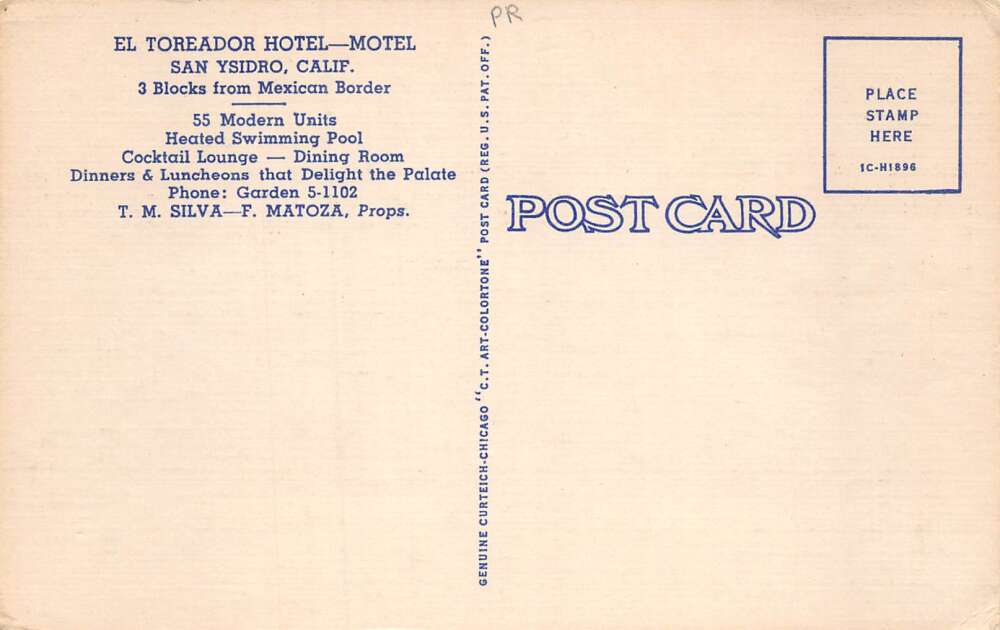 PR
EL TOREADOR HOTEL—MOTEL
SAN YSIDRO, CALIF.
3 Blocks from Mexican Border
55 Modern Units
Heated Swimming Pool
Cocktail Lounge — Dining Room
Dinners & Luncheons that Delight the Palate
Phone: Garden 5-1102
T. M. SILVA—F. MATOZA, Props.
GENUINE CURTEICH-CHICAGO "C.T. ART-COLORTONE" POST CARD (REG. U.S. PAT. OFF.)
POST CARD
PLACE
STAMP
HERE
1C-H1896